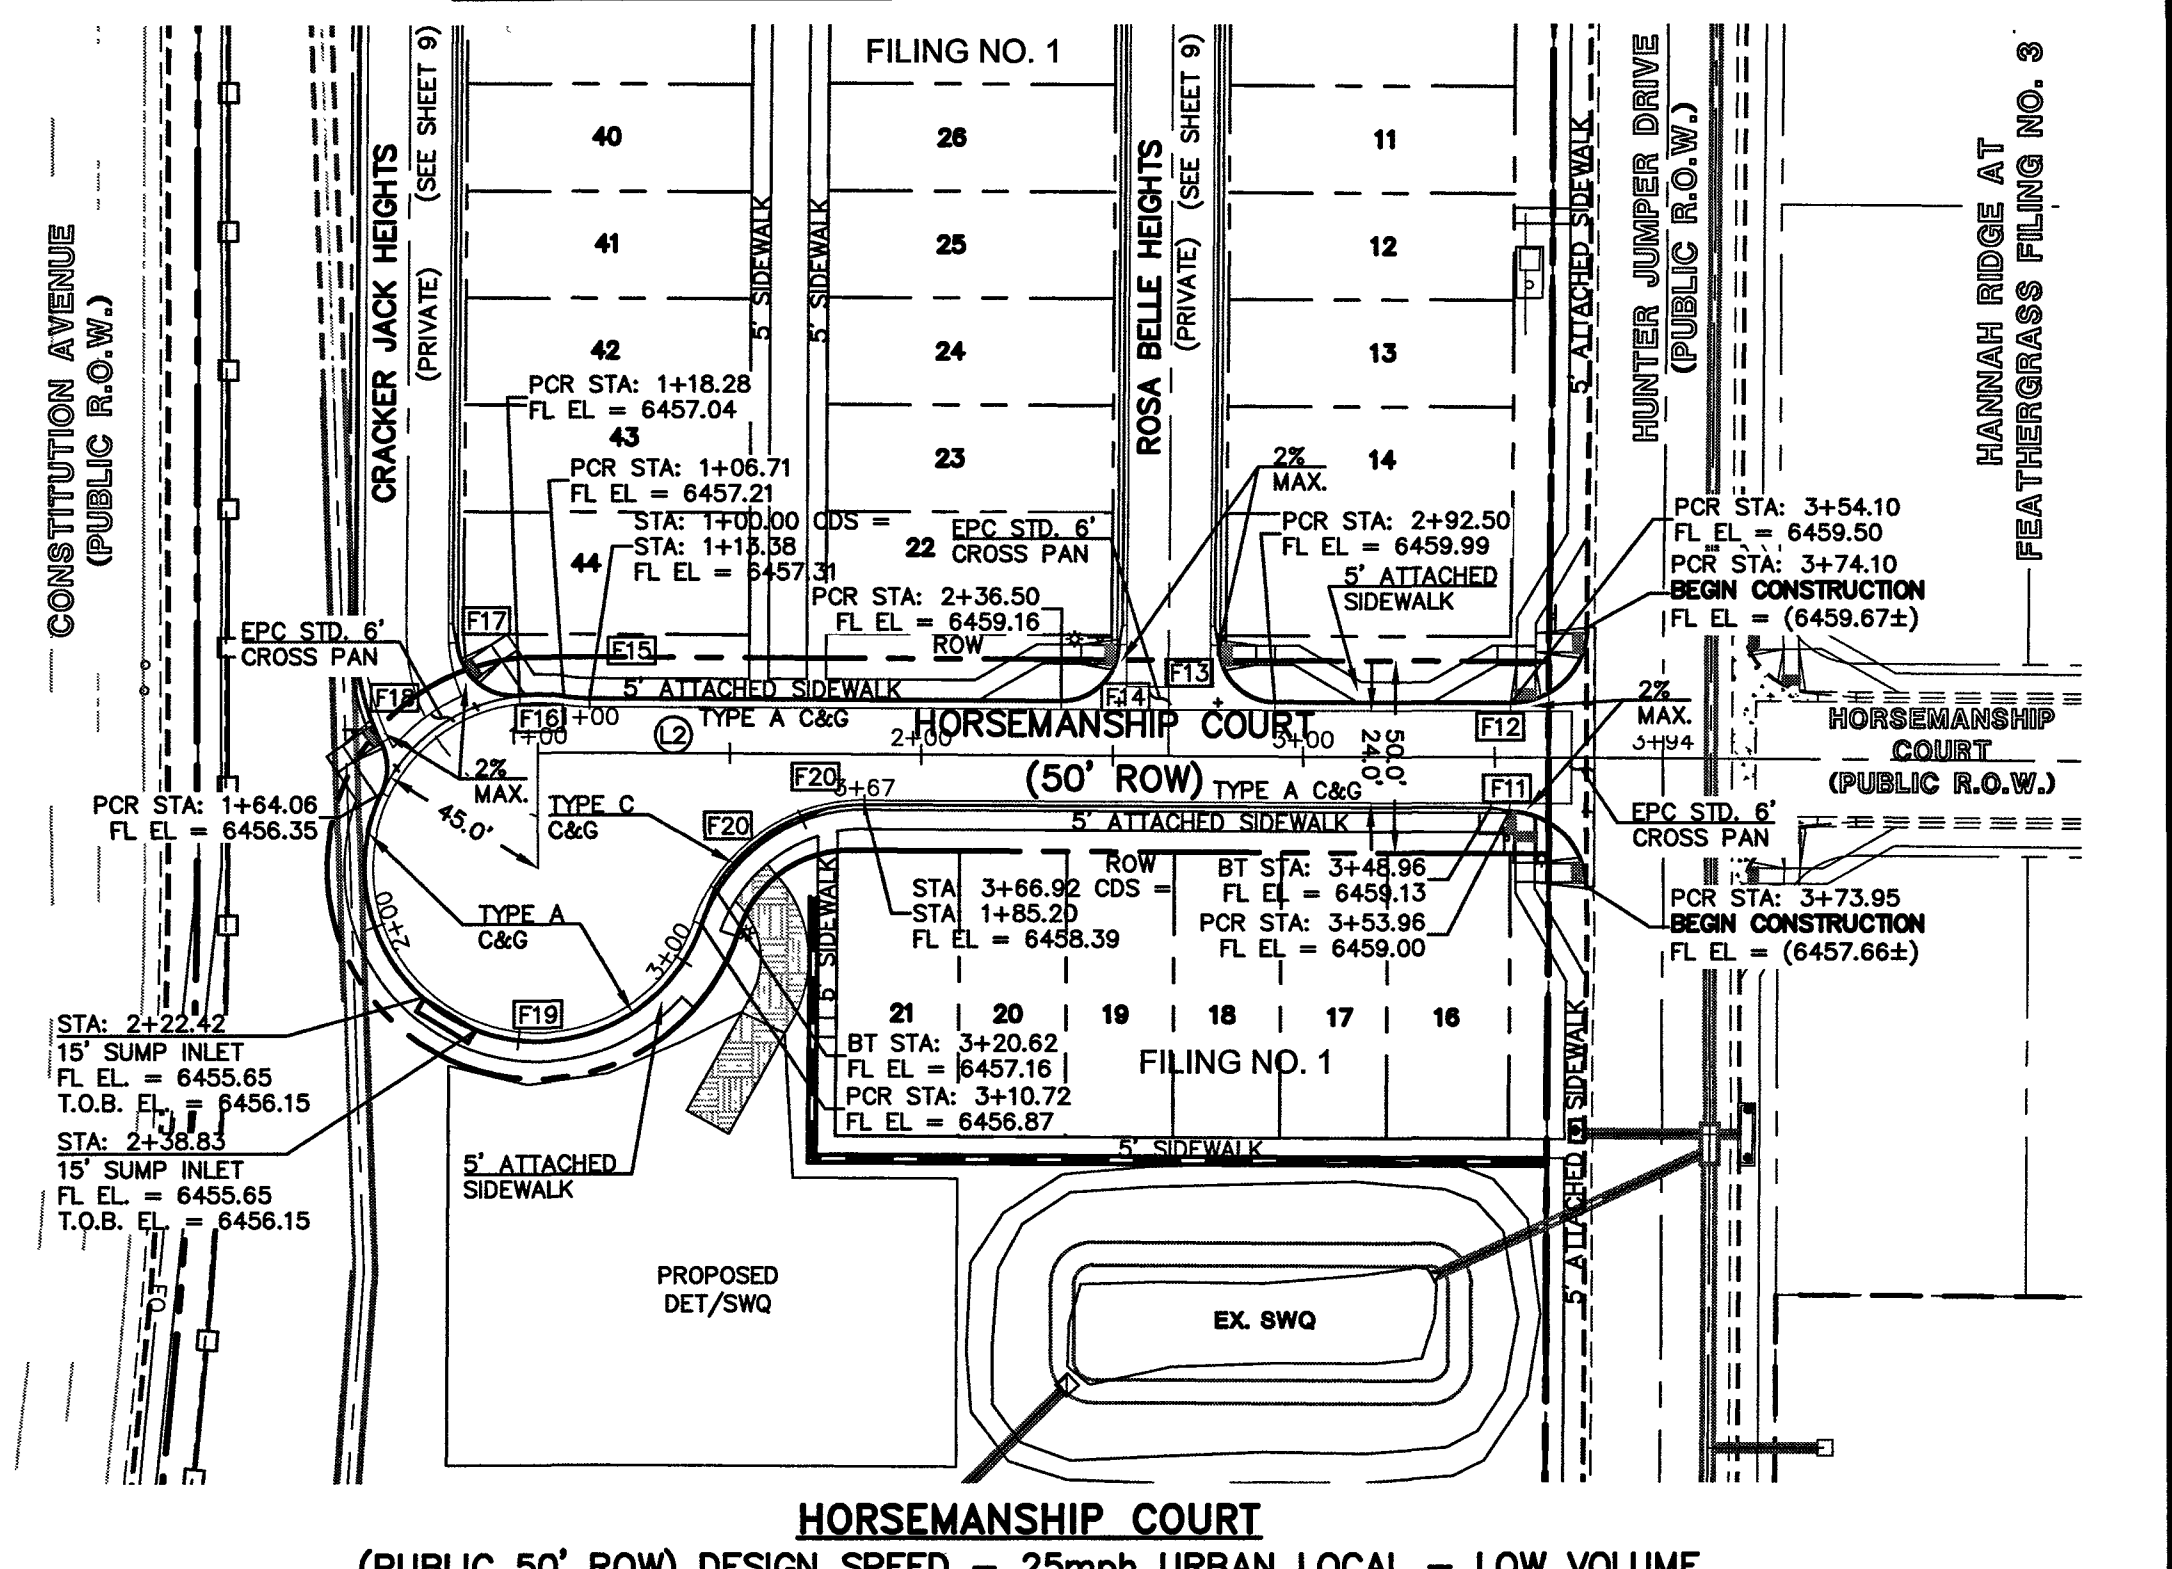 FILING NO. 1
CONSTITUTION AVENUE
(PUBLIC R.O.W.)
CRACKER JACK HEIGHTS
(PRIVATE)
(SEE SHEET 9)
40
41
42
43
44
5' SIDEWALK
5' SIDEWALK
26
25
24
23
22
ROSA BELLE HEIGHTS
(PRIVATE)
(SEE SHEET 9)
11
12
13
14
5' ATTACHED SIDEWALK
HUNTER JUMPER DRIVE
(PUBLIC R.O.W.)
HANNAH RIDGE AT
FEATHERGRASS FILING NO. 3
PCR STA: 1+18.28
FL EL = 6457.04
PCR STA: 1+06.71
FL EL = 6457.21
STA: 1+00.00 CDS =
STA: 1+13.38
FL EL = 6457.31
EPC STD. 6'
CROSS PAN
PCR STA: 2+36.50
FL EL = 6459.16
ROW
2%
MAX.
PCR STA: 2+92.50
FL EL = 6459.99
5' ATTACHED
SIDEWALK
PCR STA: 3+54.10
FL EL = 6459.50
PCR STA: 3+74.10
BEGIN CONSTRUCTION
FL EL = (6459.67±)
EPC STD. 6'
CROSS PAN
F17
F15
F18
F16
F14
F13
F12
5' ATTACHED SIDEWALK
TYPE A C&G
1+00
1+00
L2
2+00
3+00
3+94
HORSEMANSHIP COURT
(50' ROW)
24.0'
50.0'
2%
MAX.
HORSEMANSHIP
COURT
(PUBLIC R.O.W.)
2%
MAX.
45.0'
PCR STA: 1+64.06
FL EL = 6456.35
TYPE C
C&G
F20
F20
3+67
TYPE A C&G
F11
5' ATTACHED SIDEWALK
EPC STD. 6'
CROSS PAN
ROW
STA: 3+66.92 CDS =
STA: 1+85.20
FL EL = 6458.39
BT STA: 3+48.96
FL EL = 6459.13
PCR STA: 3+53.96
FL EL = 6459.00
PCR STA: 3+73.95
BEGIN CONSTRUCTION
FL EL = (6457.66±)
TYPE A
C&G
2+00
3+00
5' SIDEWALK
F19
21
20
19
18
17
16
FILING NO. 1
STA: 2+22.42
15' SUMP INLET
FL EL. = 6455.65
T.O.B. EL. = 6456.15
STA: 2+38.83
15' SUMP INLET
FL EL. = 6455.65
T.O.B. EL. = 6456.15
BT STA: 3+20.62
FL EL = 6457.16
PCR STA: 3+10.72
FL EL = 6456.87
5' ATTACHED
SIDEWALK
5' SIDEWALK
5' ATTACHED SIDEWALK
PROPOSED
DET/SWQ
EX. SWQ
HORSEMANSHIP COURT
(PUBLIC 50' ROW) DESIGN SPEED – 25mph URBAN LOCAL – LOW VOLUME